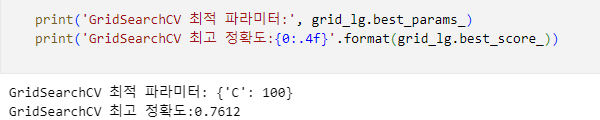 print('GridSearchCV 최적 파라미터:', grid_lg.best_params_)
print('GridSearchCV 최고 정확도:{0:.4f}'.format(grid_lg.best_score_))
GridSearchCV 최적 파라미터: {'C': 100}
GridSearchCV 최고 정확도:0.7612